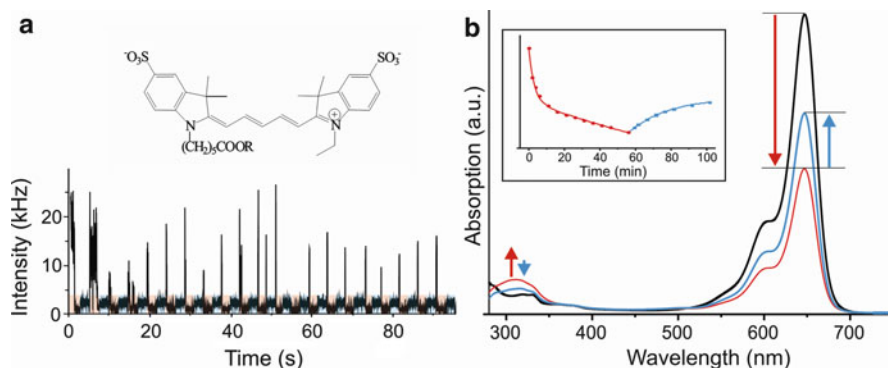 a
⁻O₃S
SO₃⁻
N
N
+
(CH₂)₅COOR
Intensity (kHz)
20
10
0
0 20 40 60 80
Time (s)
b
Absorption (a.u.)
0 20 40 60 80 100
Time (min)
300 400 500 600 700
Wavelength (nm)